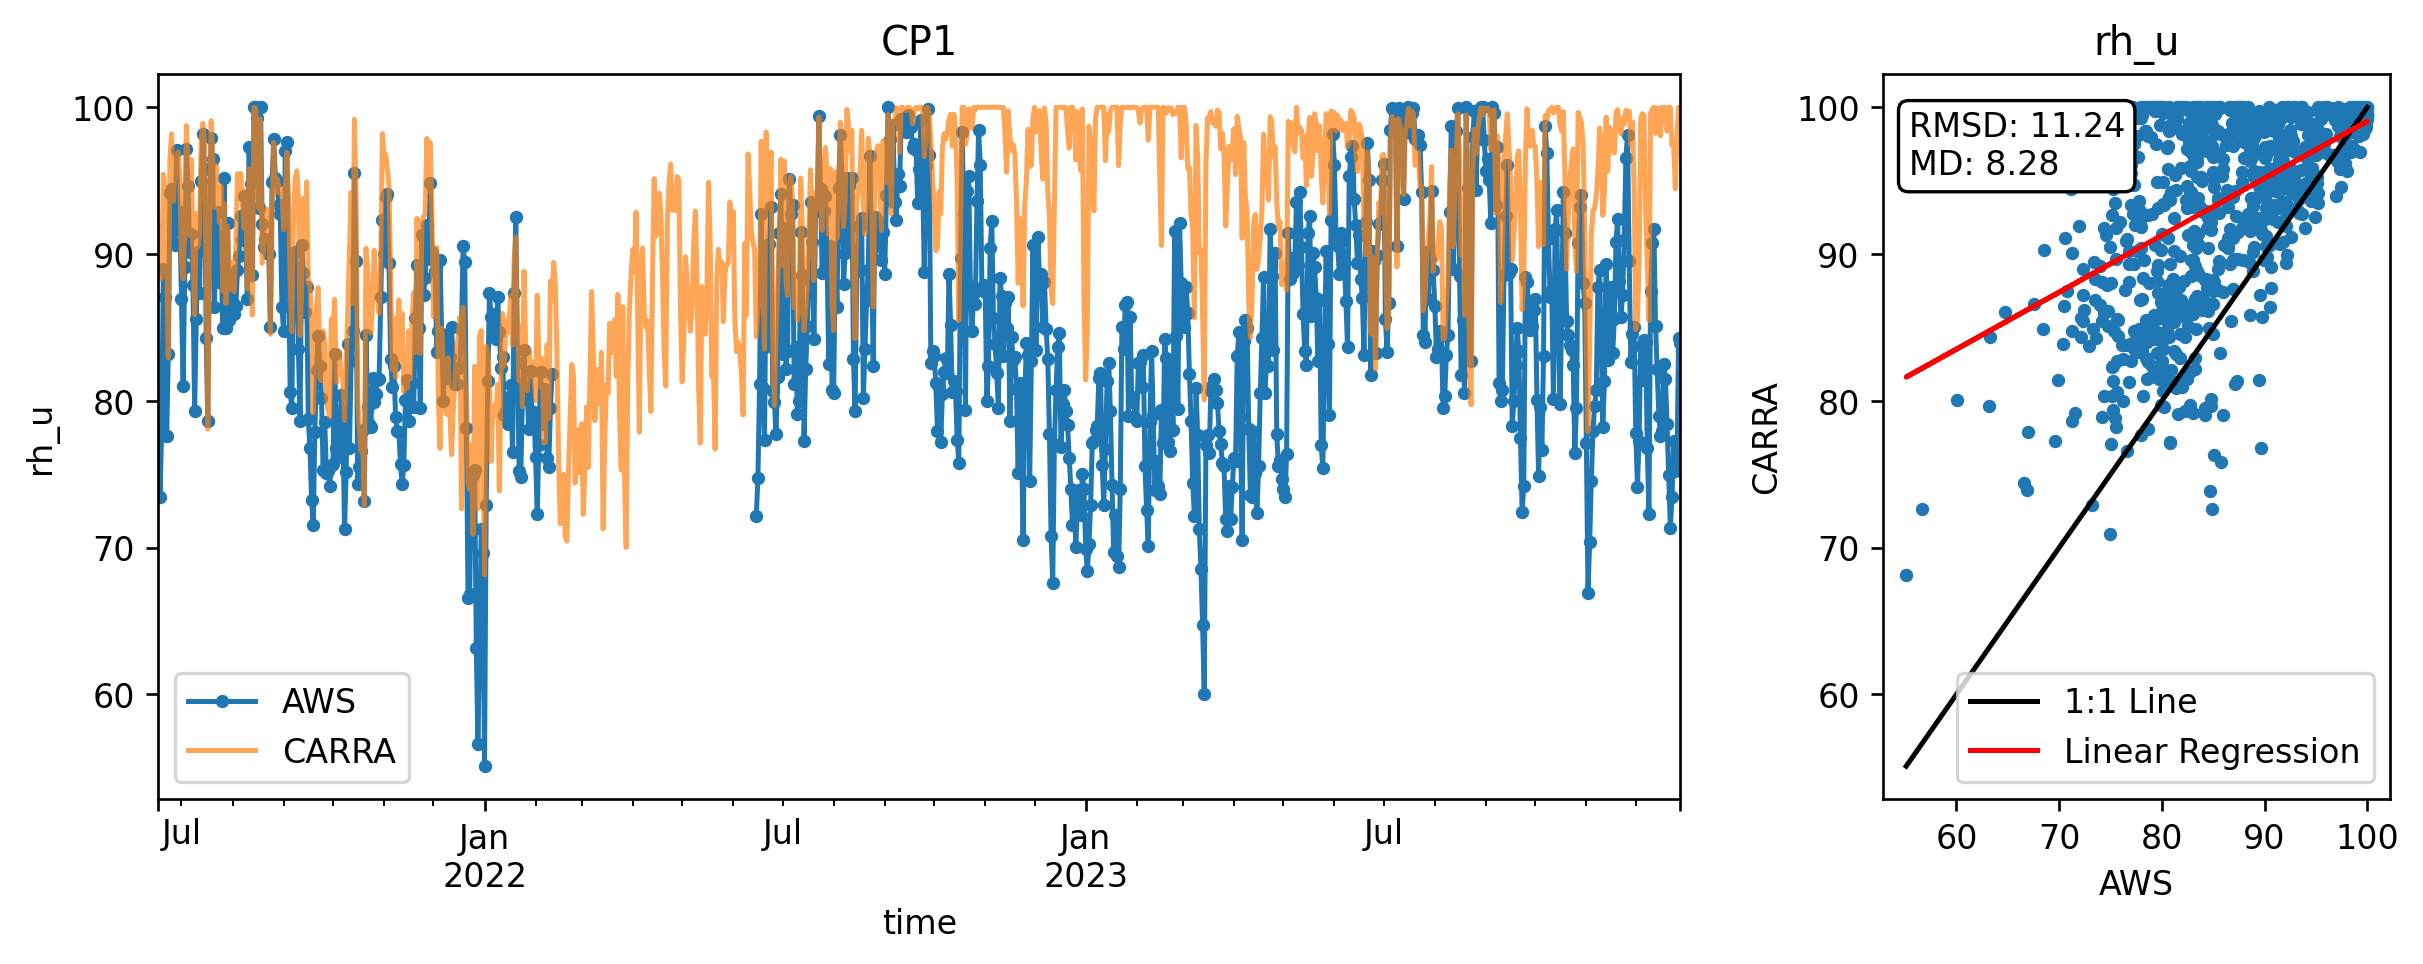 CP1
rh_u
100
90
80
70
60
AWS
CARRA
Jul
Jan
2022
Jul
Jan
2023
Jul
time
rh_u
CARRA
100
90
80
70
60
RMSD: 11.24
MD: 8.28
1:1 Line
Linear Regression
60 70 80 90 100
AWS